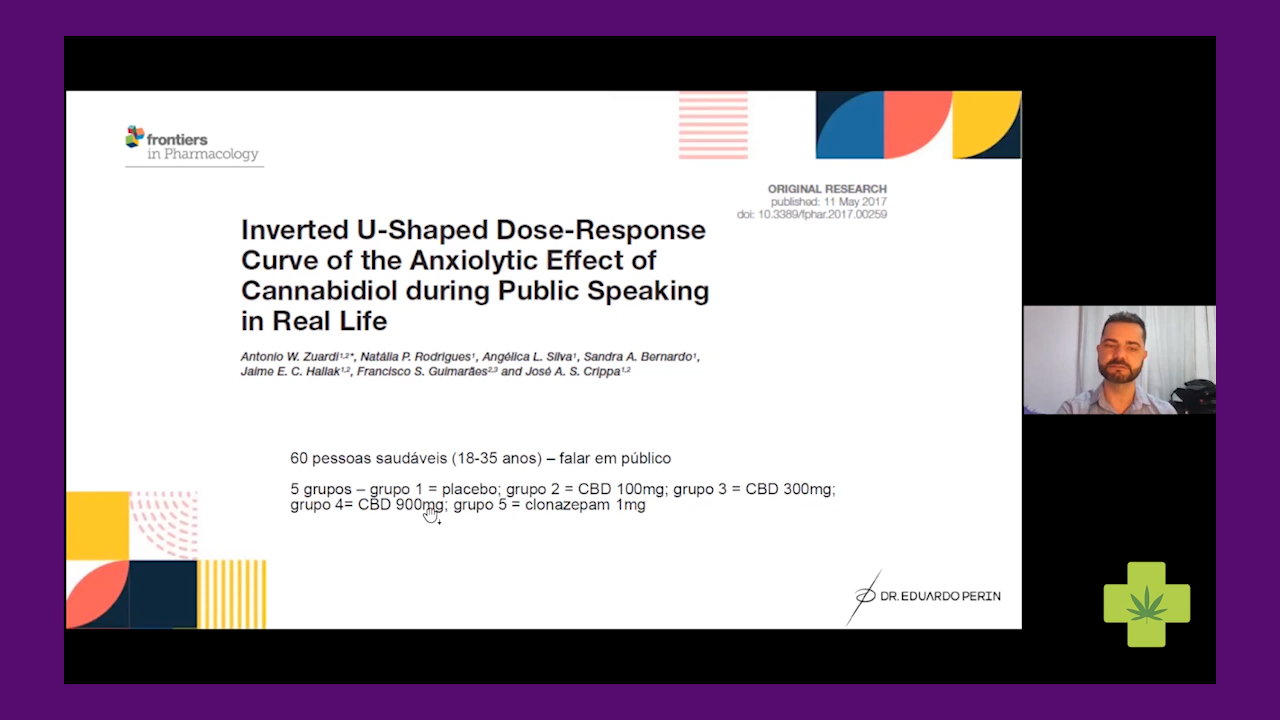 frontiers
in Pharmacology
ORIGINAL RESEARCH
published: 11 May 2017
doi: 10.3389/fphar.2017.00259
Inverted U-Shaped Dose-Response
Curve of the Anxiolytic Effect of
Cannabidiol during Public Speaking
in Real Life
Antonio W. Zuardi1,2*, Natália P. Rodrigues1, Angélica L. Silva1, Sandra A. Bernardo1,
Jaime E. C. Hallak1,2, Francisco S. Guimarães2,3 and José A. S. Crippa1,2
60 pessoas saudáveis (18-35 anos) – falar em público
5 grupos – grupo 1 = placebo; grupo 2 = CBD 100mg; grupo 3 = CBD 300mg;
grupo 4= CBD 900mg; grupo 5 = clonazepam 1mg
DR. EDUARDO PERIN